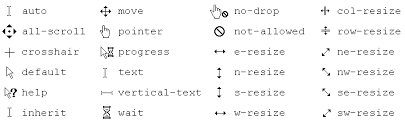 auto move no-drop col-resize
all-scroll pointer not-allowed row-resize
crosshair progress e-resize ne-resize
default text n-resize nw-resize
help vertical-text s-resize se-resize
inherit wait w-resize sw-resize